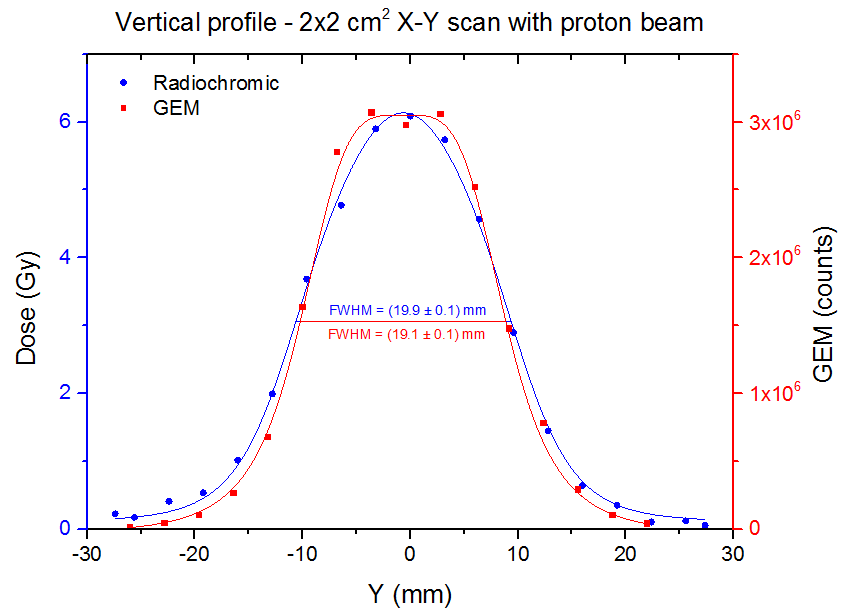 Vertical profile - 2x2 cm² X-Y scan with proton beam
Radiochromic
GEM
6
4
2
0
Dose (Gy)
FWHM = (19.9 ± 0.1) mm
FWHM = (19.1 ± 0.1) mm
3x10⁶
2x10⁶
1x10⁶
0
GEM (counts)
-30 -20 -10 0 10 20 30
Y (mm)